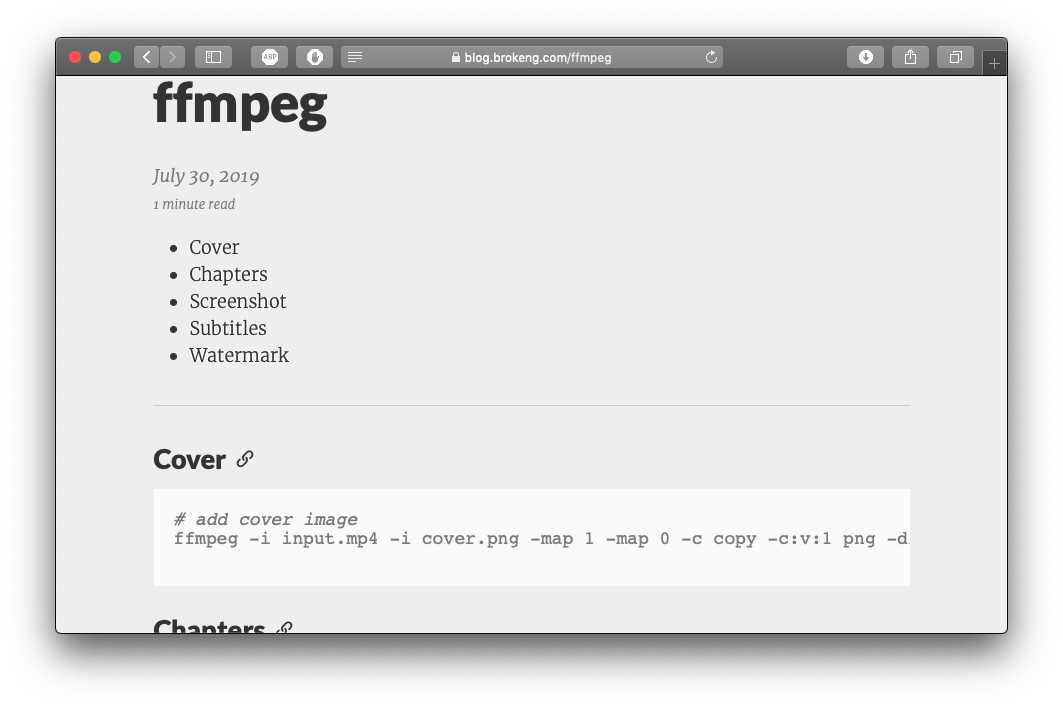 ABP
blog.brokeng.com/ffmpeg
ffmpeg
July 30, 2019
1 minute read
Cover
Chapters
Screenshot
Subtitles
Watermark
Cover
# add cover image
ffmpeg -i input.mp4 -i cover.png -map 1 -map 0 -c copy -c:v:1 png -d
Chapters